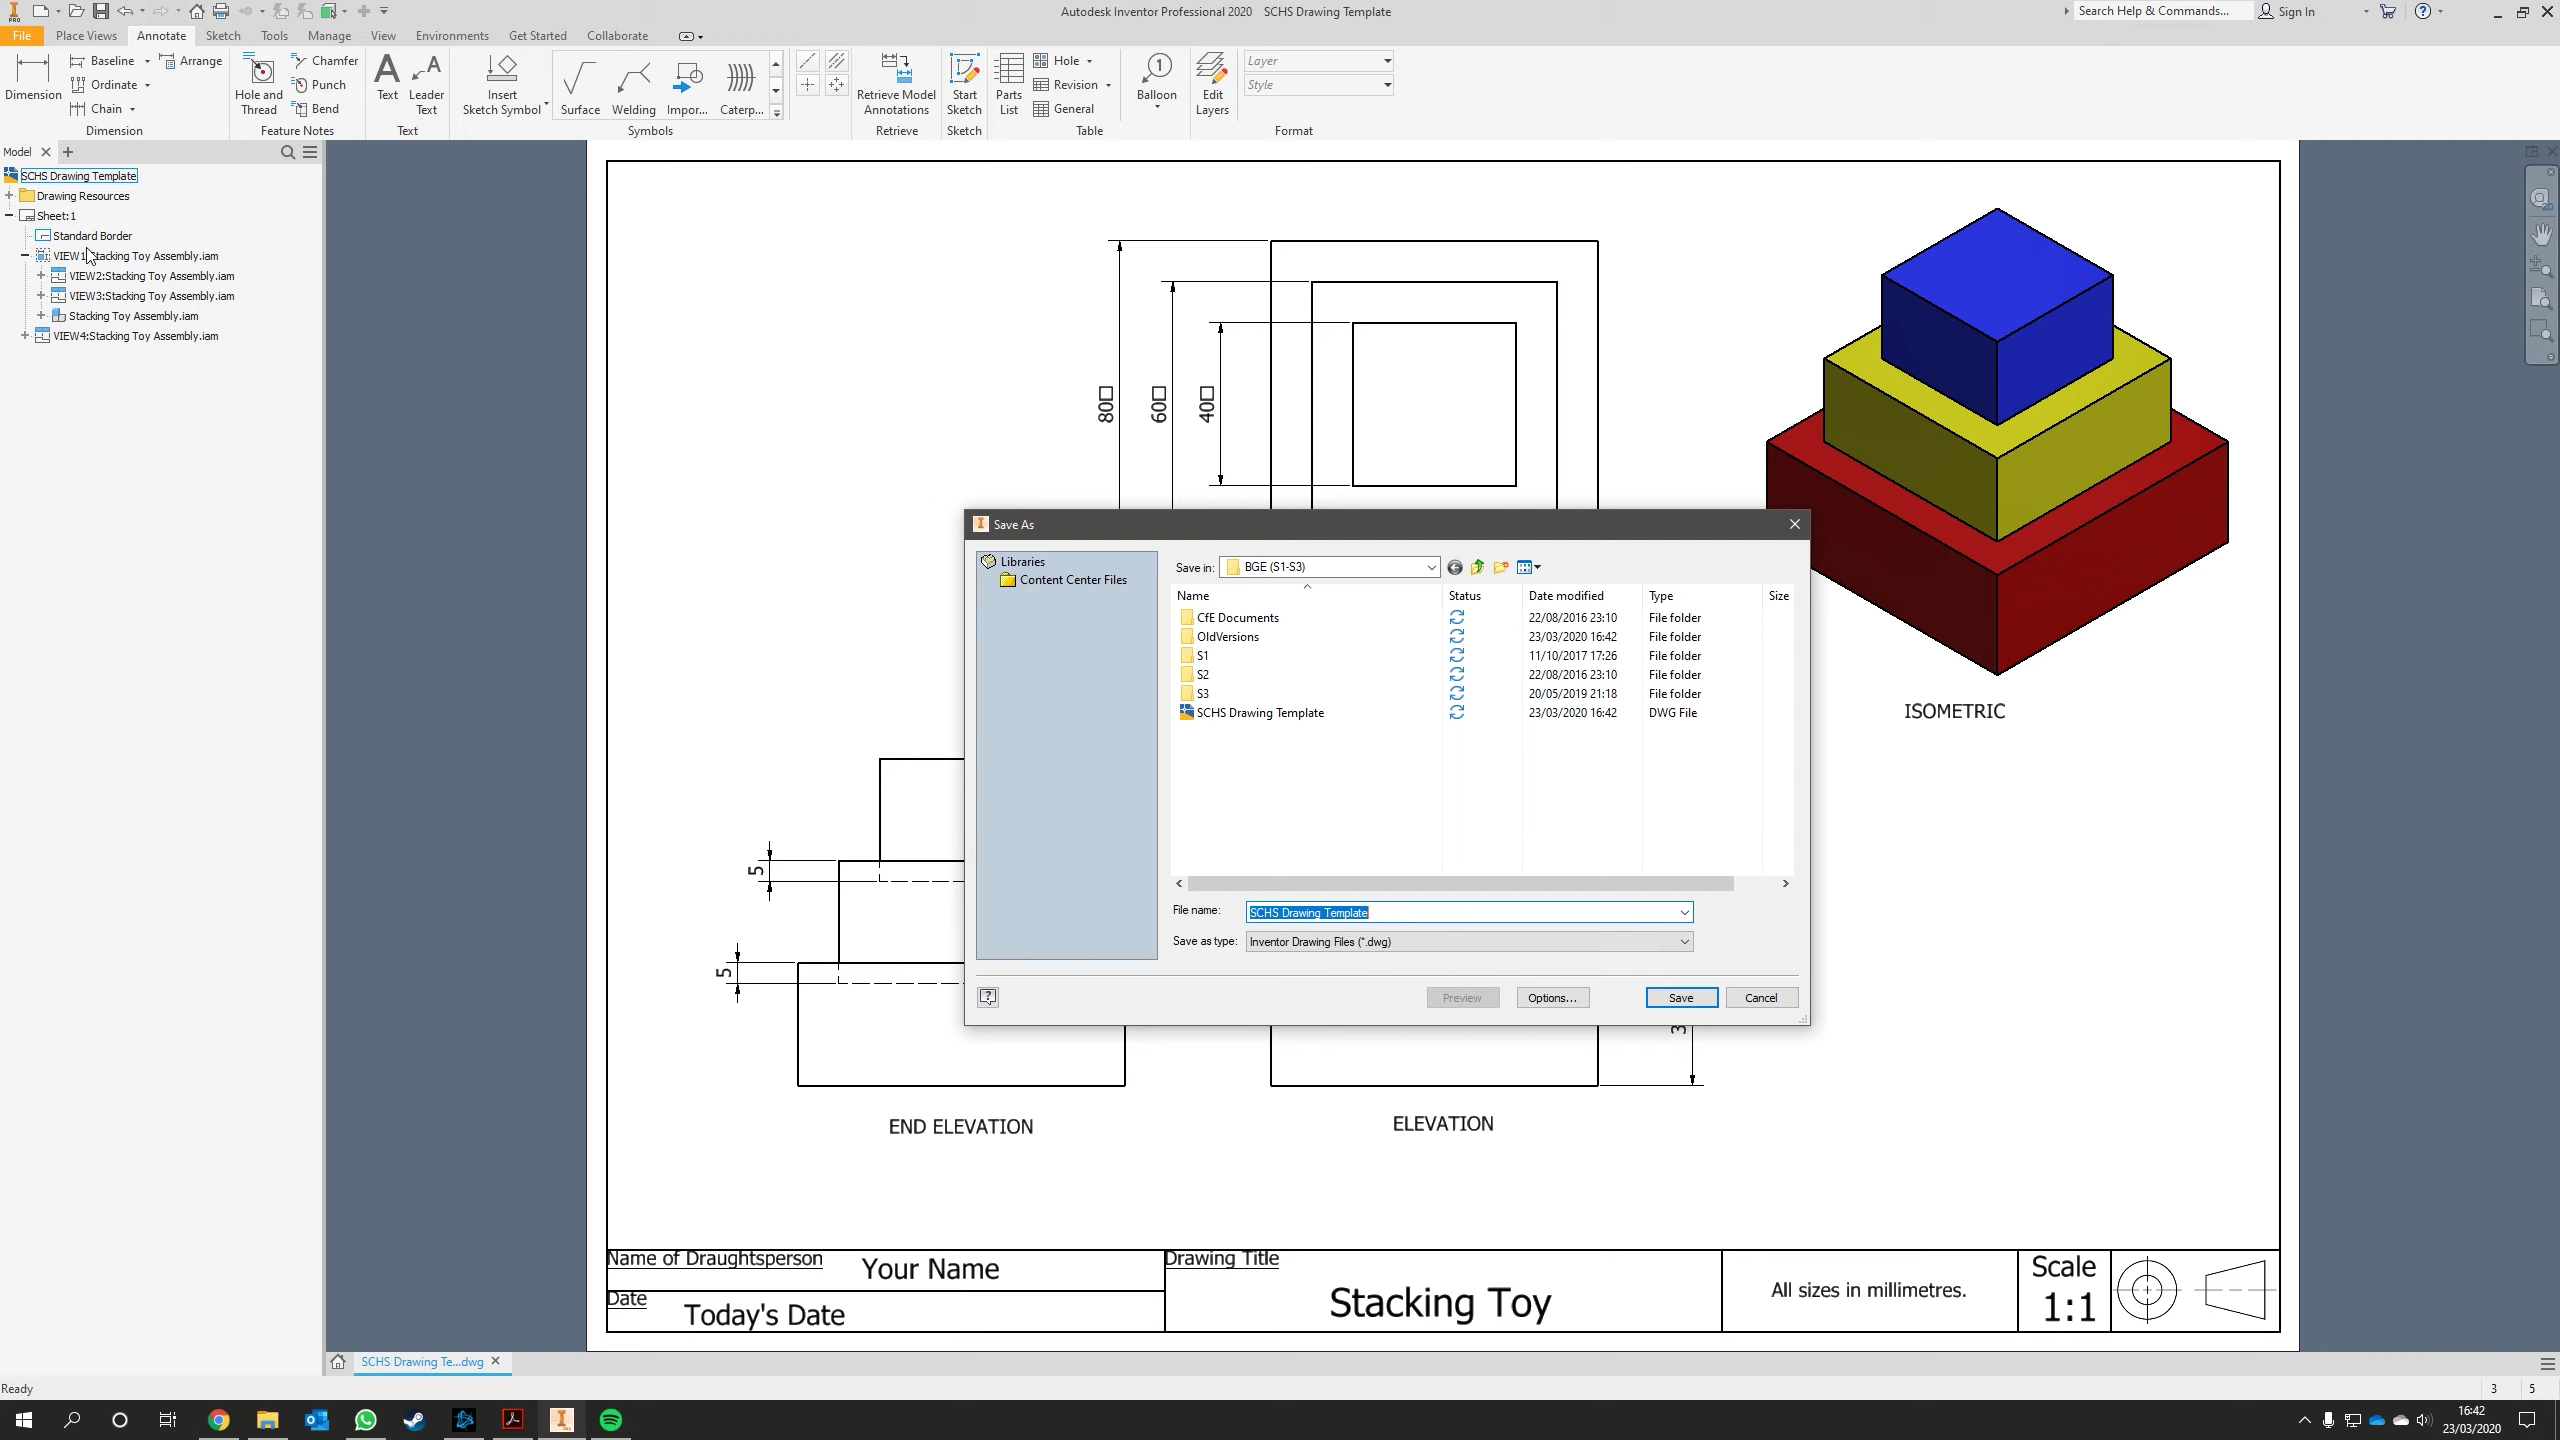 PRO
Autodesk Inventor Professional 2020 SCHS Drawing Template
Search Help & Commands...
Sign In
File
Place Views
Annotate
Sketch
Tools
Manage
View
Environments
Get Started
Collaborate
Dimension
Baseline
Ordinate
Chain
Arrange
Dimension
Hole and
Thread
Chamfer
Punch
Bend
Feature Notes
Text
Leader
Text
Text
Insert
Sketch Symbol
Surface
Welding
Impor...
Caterp...
Symbols
Retrieve Model
Annotations
Retrieve
Start
Sketch
Sketch
Parts
List
Hole
Revision
General
Table
1
Balloon
Edit
Layers
Layer
Style
Format
Model
SCHS Drawing Template
Drawing Resources
Sheet:1
Standard Border
VIEW1:Stacking Toy Assembly.iam
VIEW2:Stacking Toy Assembly.iam
VIEW3:Stacking Toy Assembly.iam
Stacking Toy Assembly.iam
VIEW4:Stacking Toy Assembly.iam
80□
60□
40□
ISOMETRIC
Save As
Libraries
Content Center Files
Save in:
BGE (S1-S3)
Name
Status
Date modified
Type
Size
CfE Documents 22/08/2016 23:10 File folder
OldVersions 23/03/2020 16:42 File folder
S1 11/10/2017 17:26 File folder
S2 22/08/2016 23:10 File folder
S3 20/05/2019 21:18 File folder
SCHS Drawing Template 23/03/2020 16:42 DWG File
File name:
SCHS Drawing Template
Save as type:
Inventor Drawing Files (*.dwg)
Preview
Options...
Save
Cancel
5
5
3
END ELEVATION
ELEVATION
Name of Draughtsperson
Your Name
Date
Today's Date
Drawing Title
Stacking Toy
All sizes in millimetres.
Scale
1:1
SCHS Drawing Te...dwg
Ready
3
5
16:42
23/03/2020